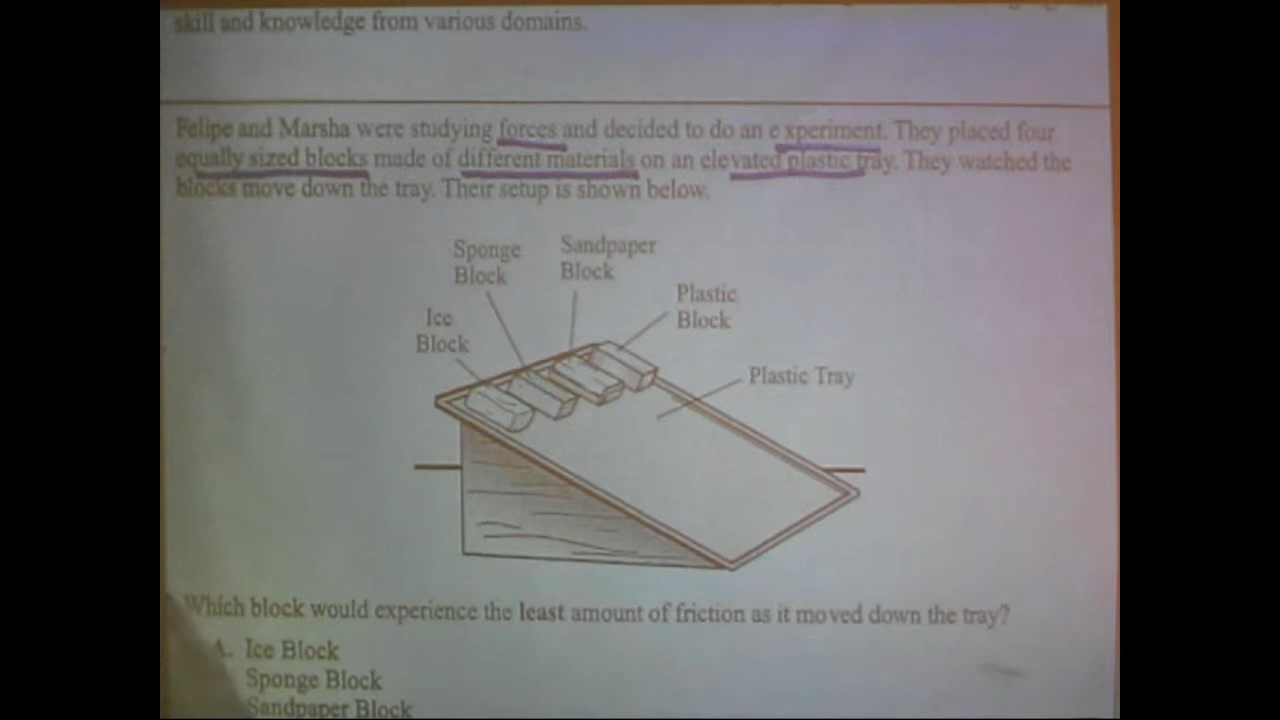 skill and knowledge from various domains.
Felipe and Marsha were studying forces and decided to do an e xperiment. They placed four
equally sized blocks made of different materials on an elevated plastic tray. They watched the
blocks move down the tray. Their setup is shown below.
Sponge
Block
Sandpaper
Block
Plastic
Block
Ice
Block
Plastic Tray
Which block would experience the least amount of friction as it moved down the tray?
A. Ice Block
Sponge Block
Sandpaper Block